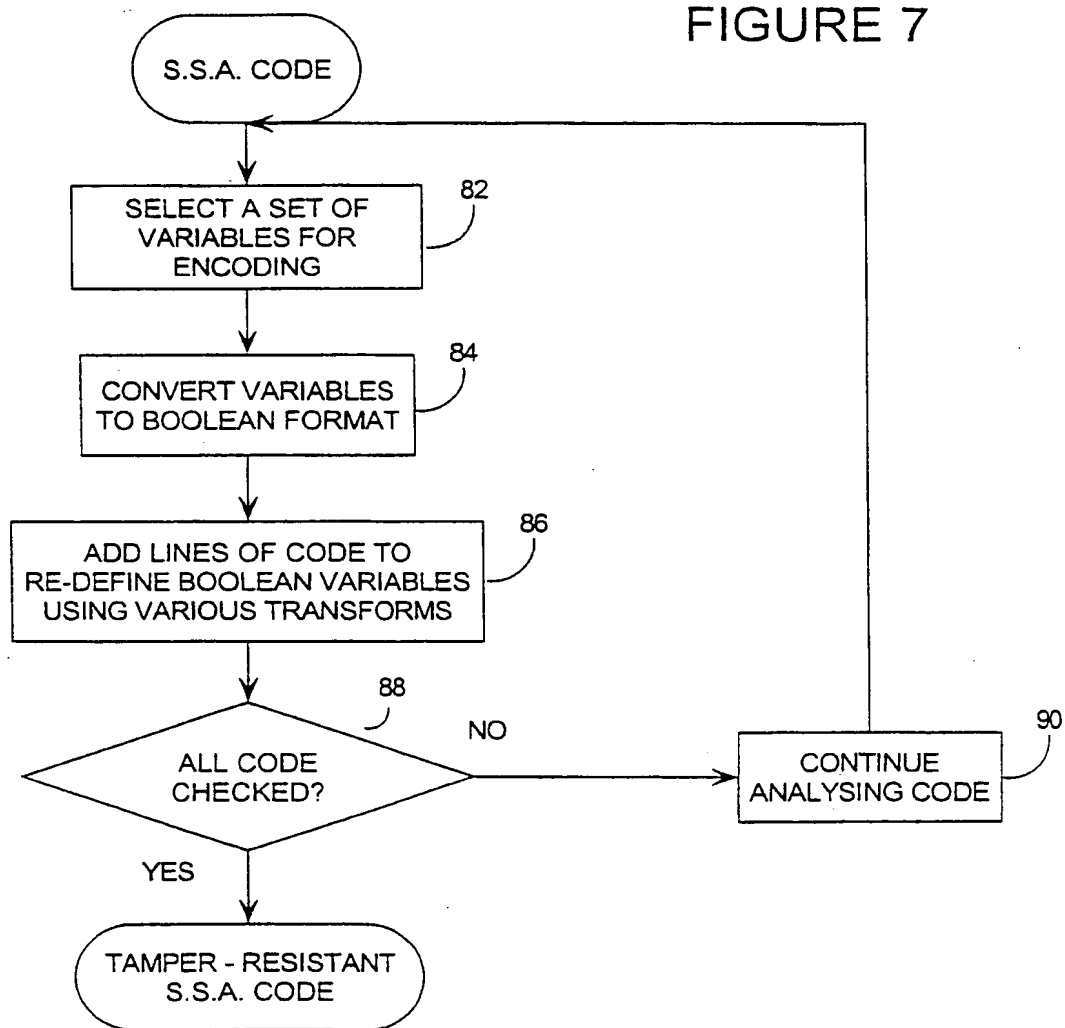 FIGURE 7
S.S.A. CODE
82
SELECT A SET OF
VARIABLES FOR
ENCODING
84
CONVERT VARIABLES
TO BOOLEAN FORMAT
86
ADD LINES OF CODE TO
RE-DEFINE BOOLEAN VARIABLES
USING VARIOUS TRANSFORMS
88
NO
ALL CODE
CHECKED?
90
CONTINUE
ANALYSING CODE
YES
TAMPER - RESISTANT
S.S.A. CODE